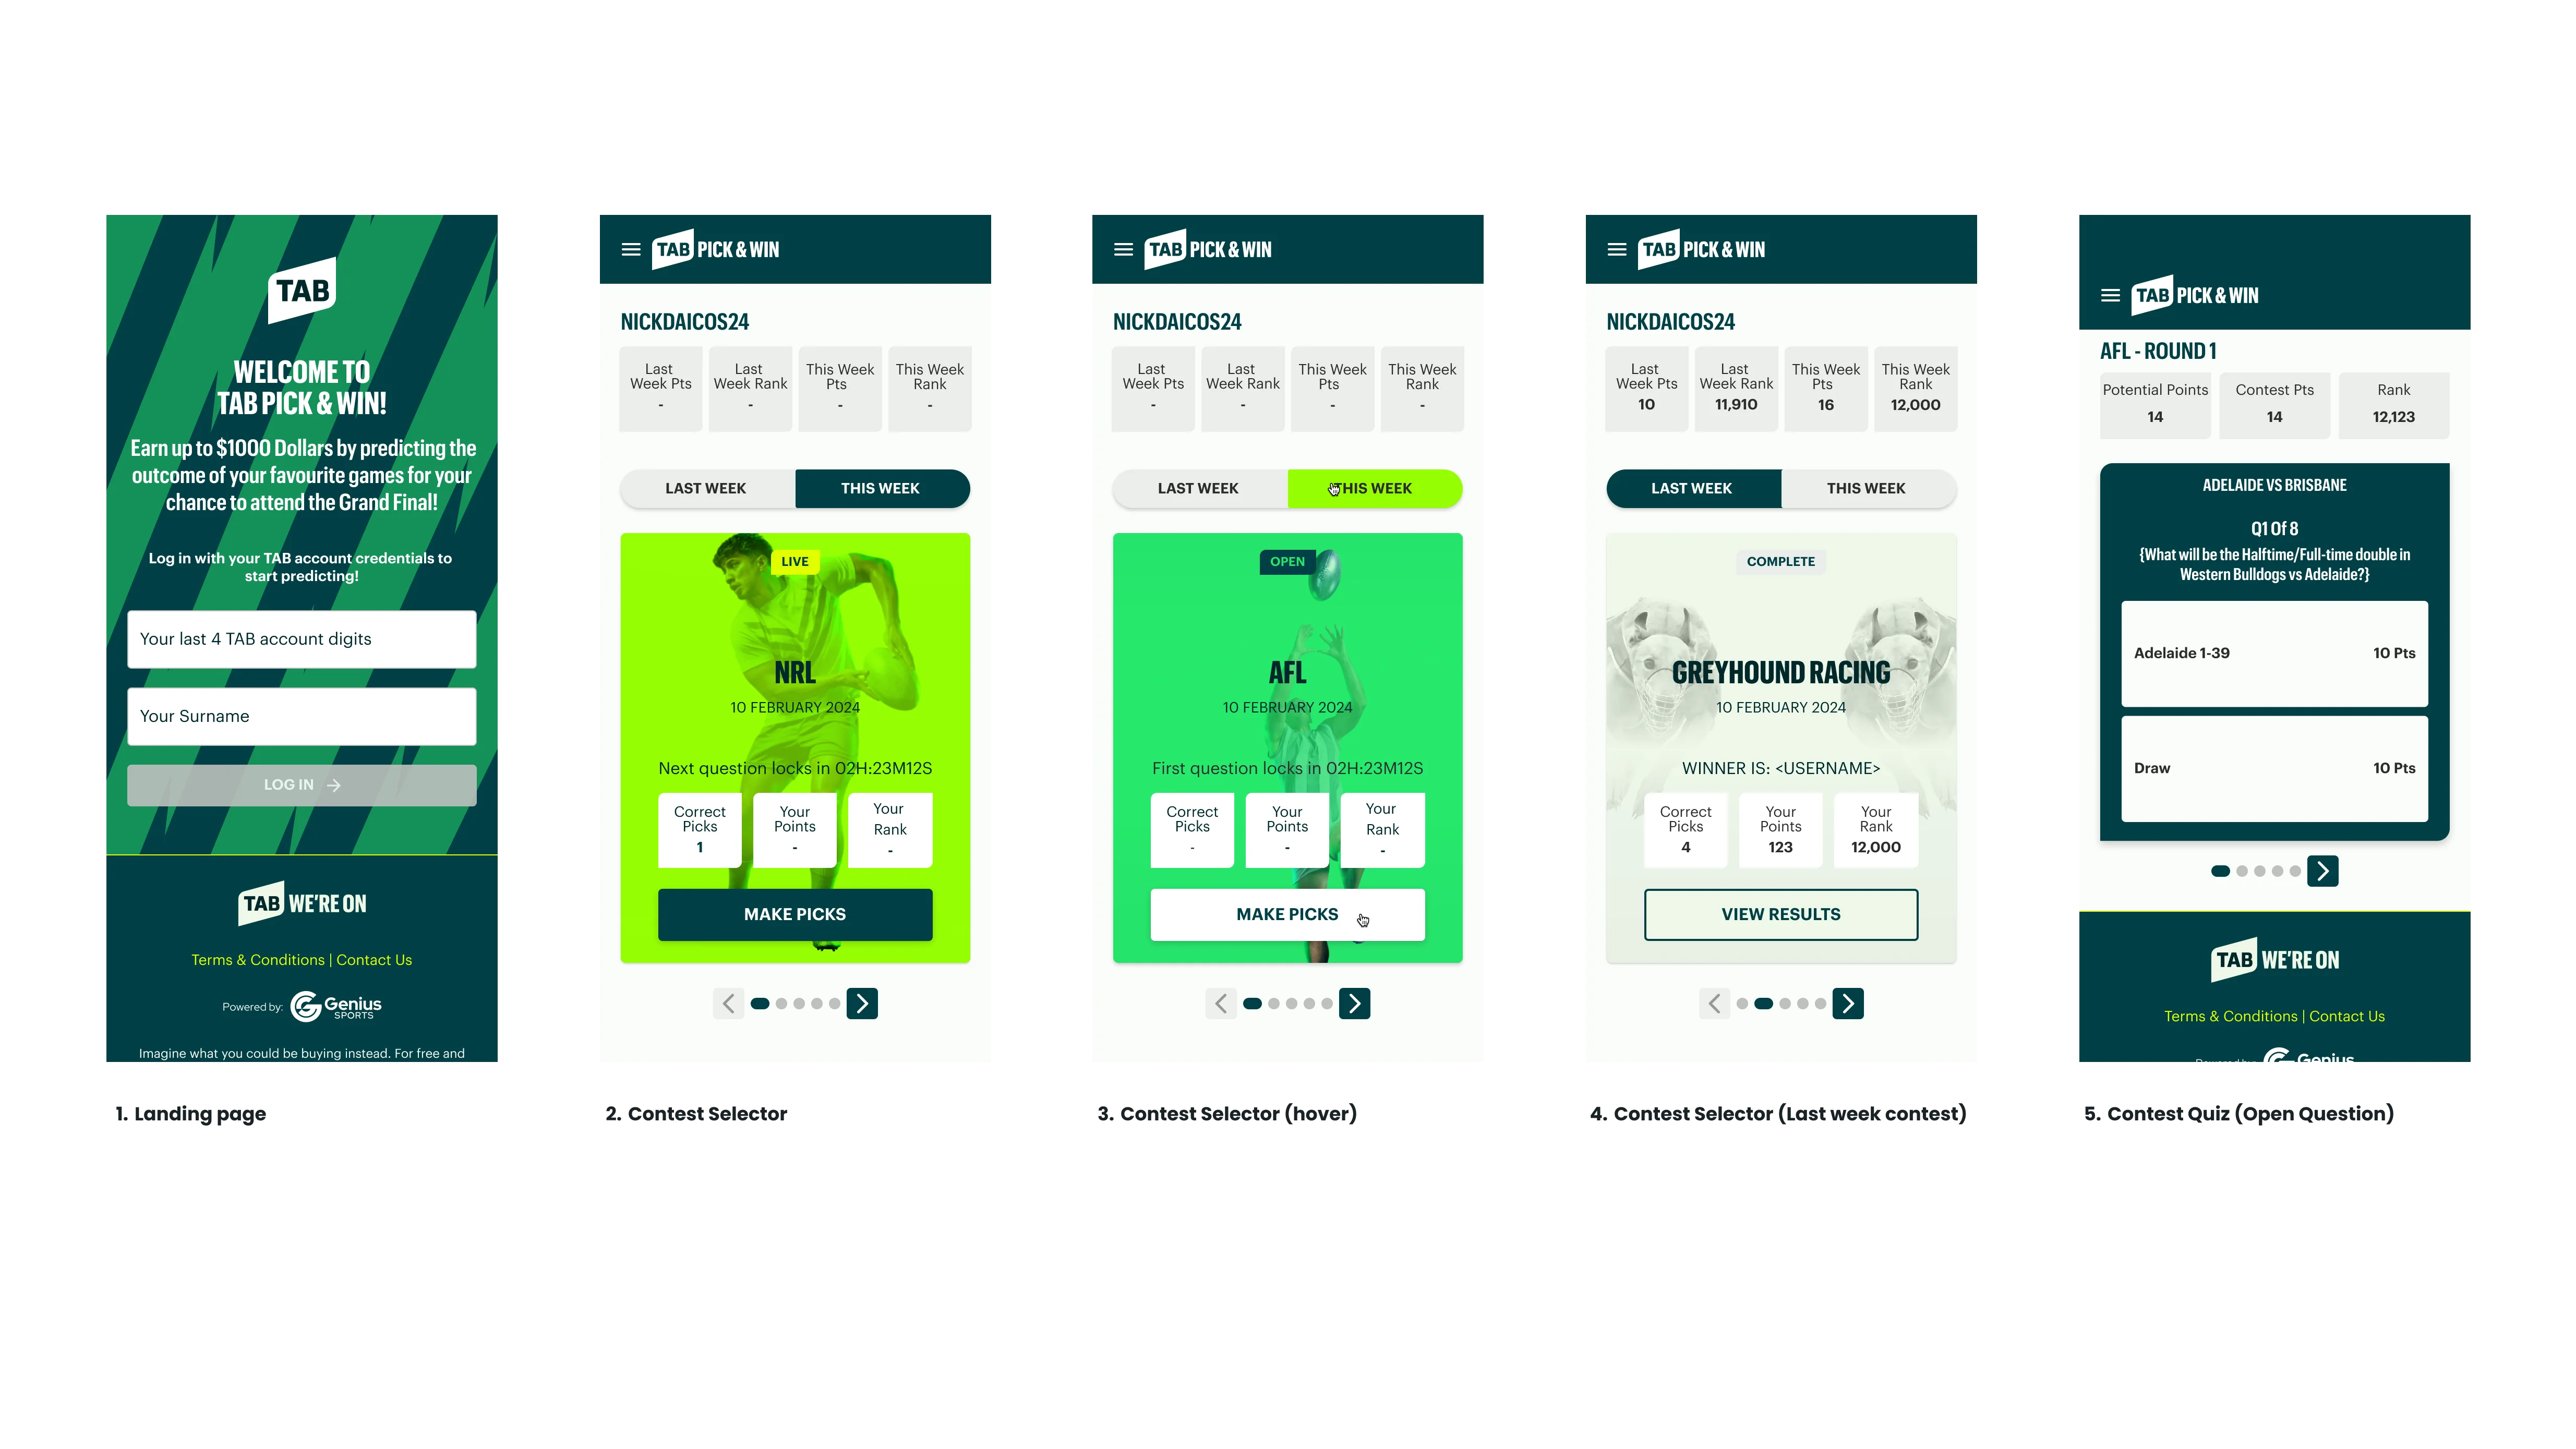 TAB
WELCOME TO
TAB PICK & WIN!
Earn up to $1000 Dollars by predicting the
outcome of your favourite games for your
chance to attend the Grand Final!
Log in with your TAB account credentials to
start predicting!
Your last 4 TAB account digits
Your Surname
LOG IN
TAB WE'RE ON
Terms & Conditions | Contact Us
Powered by: Genius
SPORTS
Imagine what you could be buying instead. For free and
1. Landing page
TAB PICK & WIN
NICKDAICOS24
Last Week Pts
-
Last Week Rank
-
This Week Pts
-
This Week Rank
-
LAST WEEK
THIS WEEK
LIVE
NRL
10 FEBRUARY 2024
Next question locks in 02H:23M12S
Correct Picks
1
Your Points
-
Your Rank
-
MAKE PICKS
2. Contest Selector
TAB PICK & WIN
NICKDAICOS24
Last Week Pts
-
Last Week Rank
-
This Week Pts
-
This Week Rank
-
LAST WEEK
THIS WEEK
OPEN
AFL
10 FEBRUARY 2024
First question locks in 02H:23M12S
Correct Picks
-
Your Points
-
Your Rank
-
MAKE PICKS
3. Contest Selector (hover)
TAB PICK & WIN
NICKDAICOS24
Last Week Pts
10
Last Week Rank
11,910
This Week Pts
16
This Week Rank
12,000
LAST WEEK
THIS WEEK
COMPLETE
GREYHOUND RACING
10 FEBRUARY 2024
WINNER IS: <USERNAME>
Correct Picks
4
Your Points
123
Your Rank
12,000
VIEW RESULTS
4. Contest Selector (Last week contest)
TAB PICK & WIN
AFL - ROUND 1
Potential Points
14
Contest Pts
14
Rank
12,123
ADELAIDE VS BRISBANE
Q1 Of 8
{What will be the Halftime/Full-time double in
Western Bulldogs vs Adelaide?}
Adelaide 1-39 10 Pts
Draw 10 Pts
TAB WE'RE ON
Terms & Conditions | Contact Us
Powered by: Genius
5. Contest Quiz (Open Question)